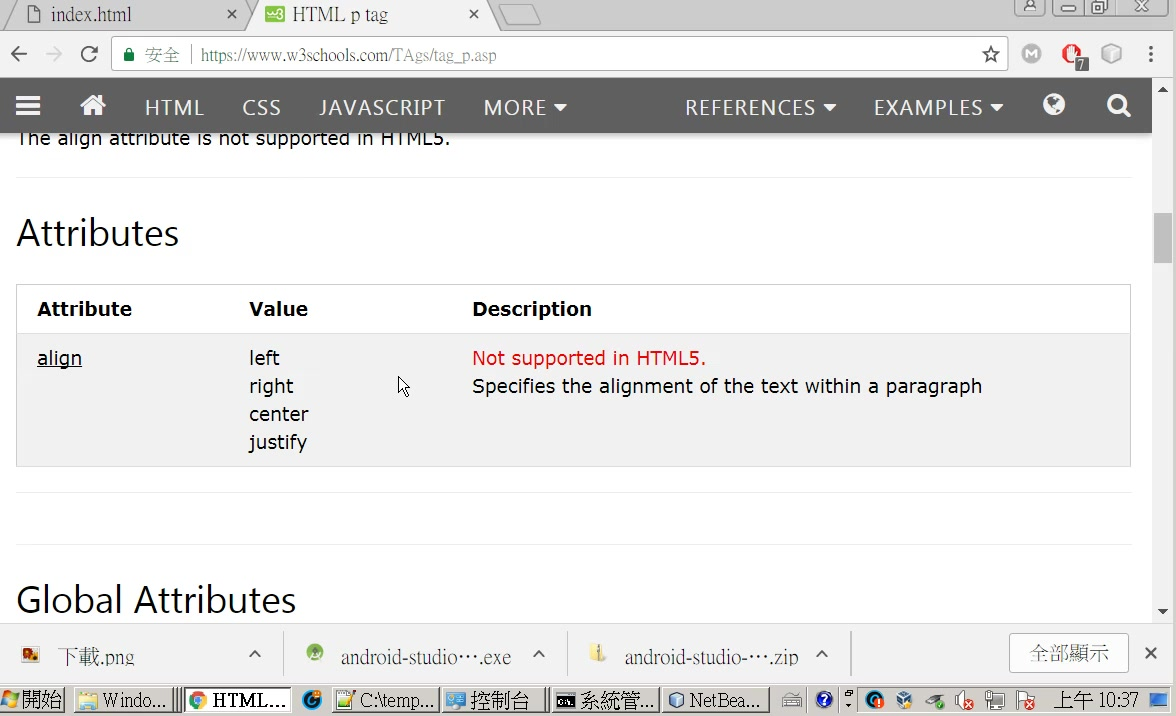 index.html
HTML p tag
安全 https://www.w3schools.com/TAgs/tag_p.asp
7
HTML CSS JAVASCRIPT MORE REFERENCES EXAMPLES
The align attribute is not supported in HTML5.
Attributes
Attribute Value Description
align left Not supported in HTML5.
right Specifies the alignment of the text within a paragraph
center
justify
Global Attributes
下載.png android-studio⋯.exe android-studio-⋯.zip 全部顯示
開始 Windo... HTML... C:\temp... 控制台 系統管... NetBea... 上午 10:37